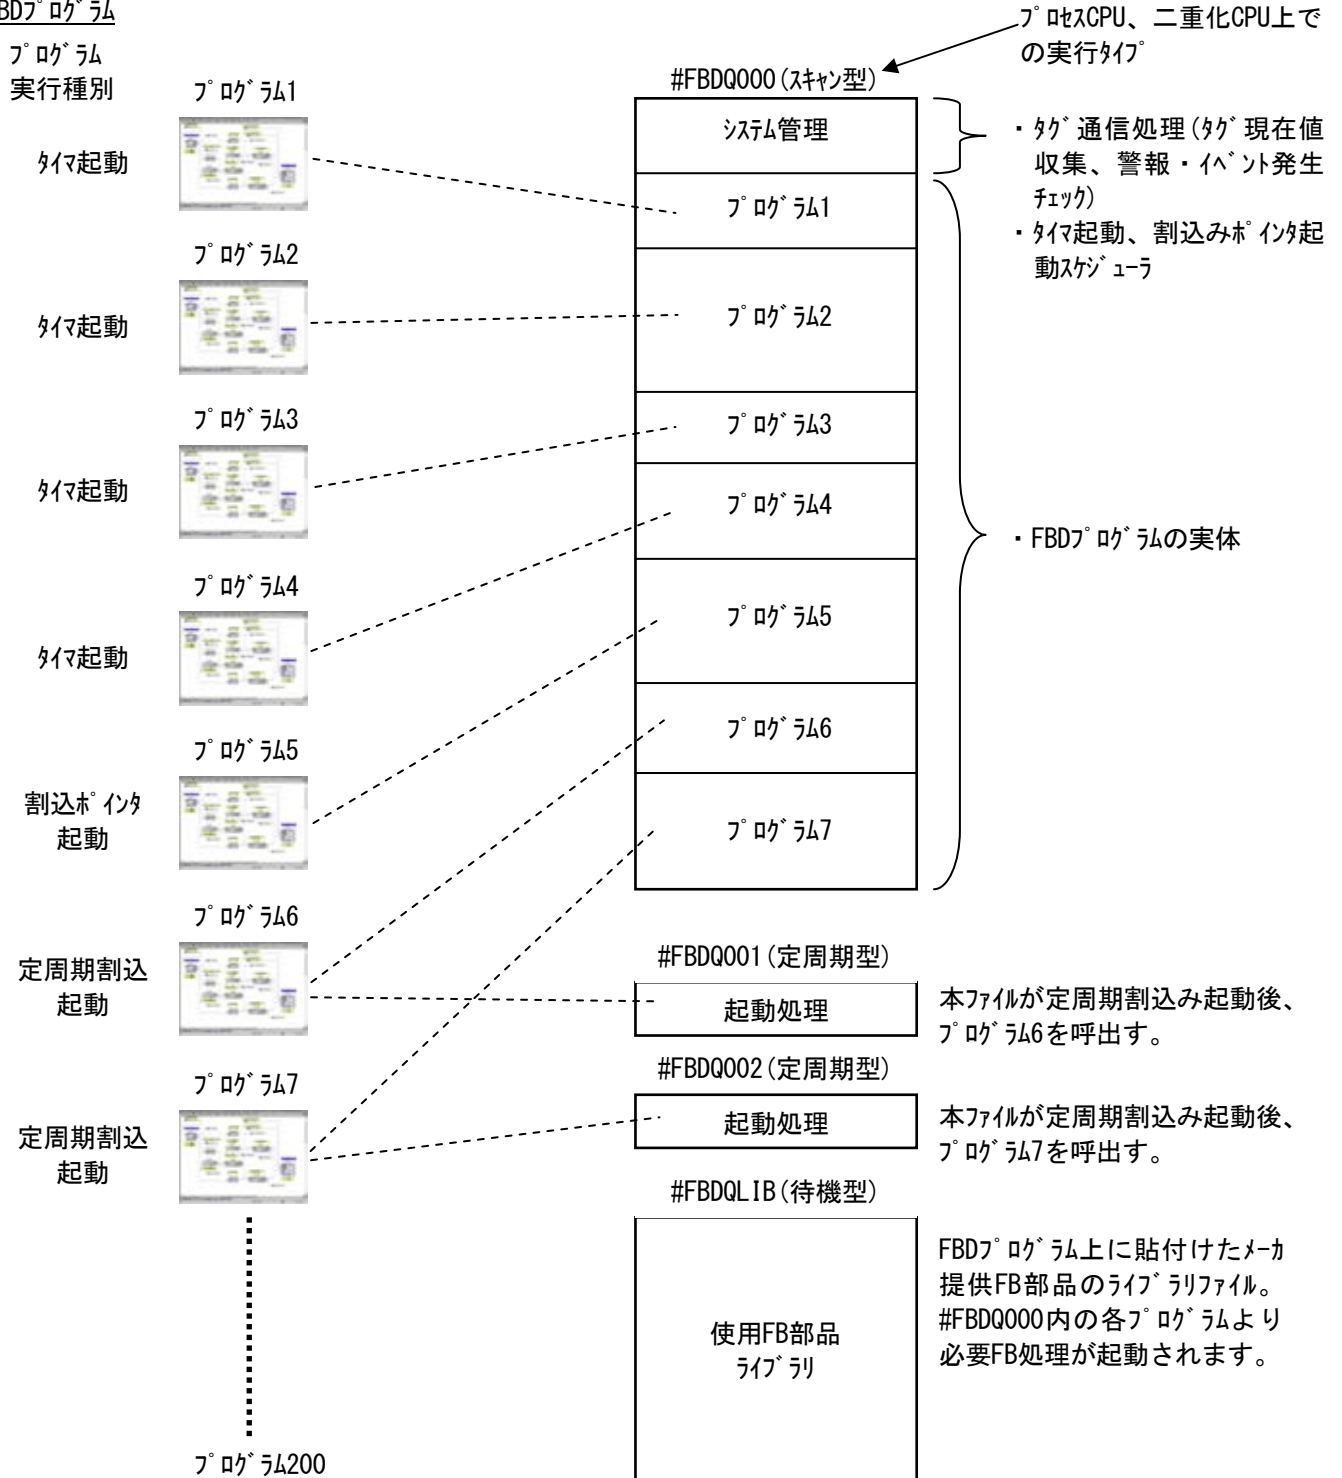 BDﾌﾟﾛｸﾞﾗﾑ
ﾌﾟﾛｸﾞﾗﾑ
実行種別
ﾌﾟﾛｸﾞﾗﾑ1
ﾀｲﾏ起動
ﾌﾟﾛｸﾞﾗﾑ2
ﾀｲﾏ起動
ﾌﾟﾛｸﾞﾗﾑ3
ﾀｲﾏ起動
ﾌﾟﾛｸﾞﾗﾑ4
ﾀｲﾏ起動
ﾌﾟﾛｸﾞﾗﾑ5
割込ﾎﾟｲﾝﾀ
起動
ﾌﾟﾛｸﾞﾗﾑ6
定周期割込
起動
ﾌﾟﾛｸﾞﾗﾑ7
定周期割込
起動
ﾌﾟﾛｸﾞﾗﾑ200
#FBDQ000(ｽｷｬﾝ型)
ｼｽﾃﾑ管理
ﾌﾟﾛｸﾞﾗﾑ1
ﾌﾟﾛｸﾞﾗﾑ2
ﾌﾟﾛｸﾞﾗﾑ3
ﾌﾟﾛｸﾞﾗﾑ4
ﾌﾟﾛｸﾞﾗﾑ5
ﾌﾟﾛｸﾞﾗﾑ6
ﾌﾟﾛｸﾞﾗﾑ7
#FBDQ001(定周期型)
起動処理
#FBDQ002(定周期型)
起動処理
#FBDQLIB(待機型)
使用FB部品
ﾗｲﾌﾞﾗﾘ
ﾌﾟﾛｾｽCPU、二重化CPU上で
の実行ﾀｲﾌﾟ
・ﾀｸﾞ通信処理(ﾀｸﾞ現在値
収集、警報・ｲﾍﾞﾝﾄ発生
ﾁｪｯｸ)
・ﾀｲﾏ起動、割込みﾎﾟｲﾝﾀ起
動ｽｹｼﾞｭｰﾗ
・FBDﾌﾟﾛｸﾞﾗﾑの実体
本ﾌｧｲﾙが定周期割込み起動後、
ﾌﾟﾛｸﾞﾗﾑ6を呼出す。
本ﾌｧｲﾙが定周期割込み起動後、
ﾌﾟﾛｸﾞﾗﾑ7を呼出す。
FBDﾌﾟﾛｸﾞﾗﾑ上に貼付けたﾒｰｶ
提供FB部品のﾗｲﾌﾞﾗﾘﾌｧｲﾙ。
#FBDQ000内の各ﾌﾟﾛｸﾞﾗﾑより
必要FB処理が起動されます。